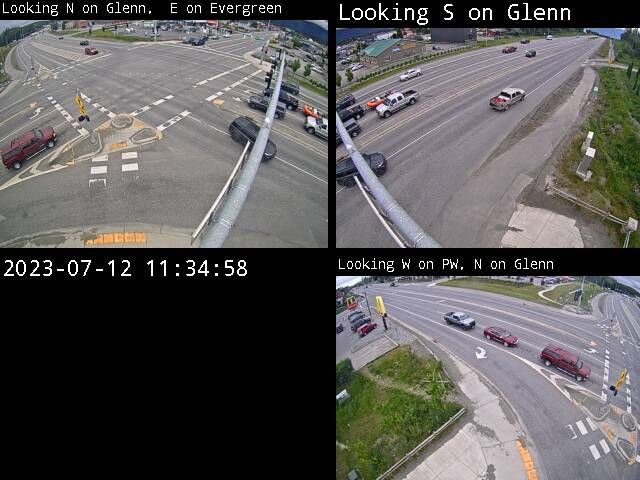 Looking N on Glenn, E on Evergreen
Looking S on Glenn
2023-07-12 11:34:58
Looking W on PW, N on Glenn